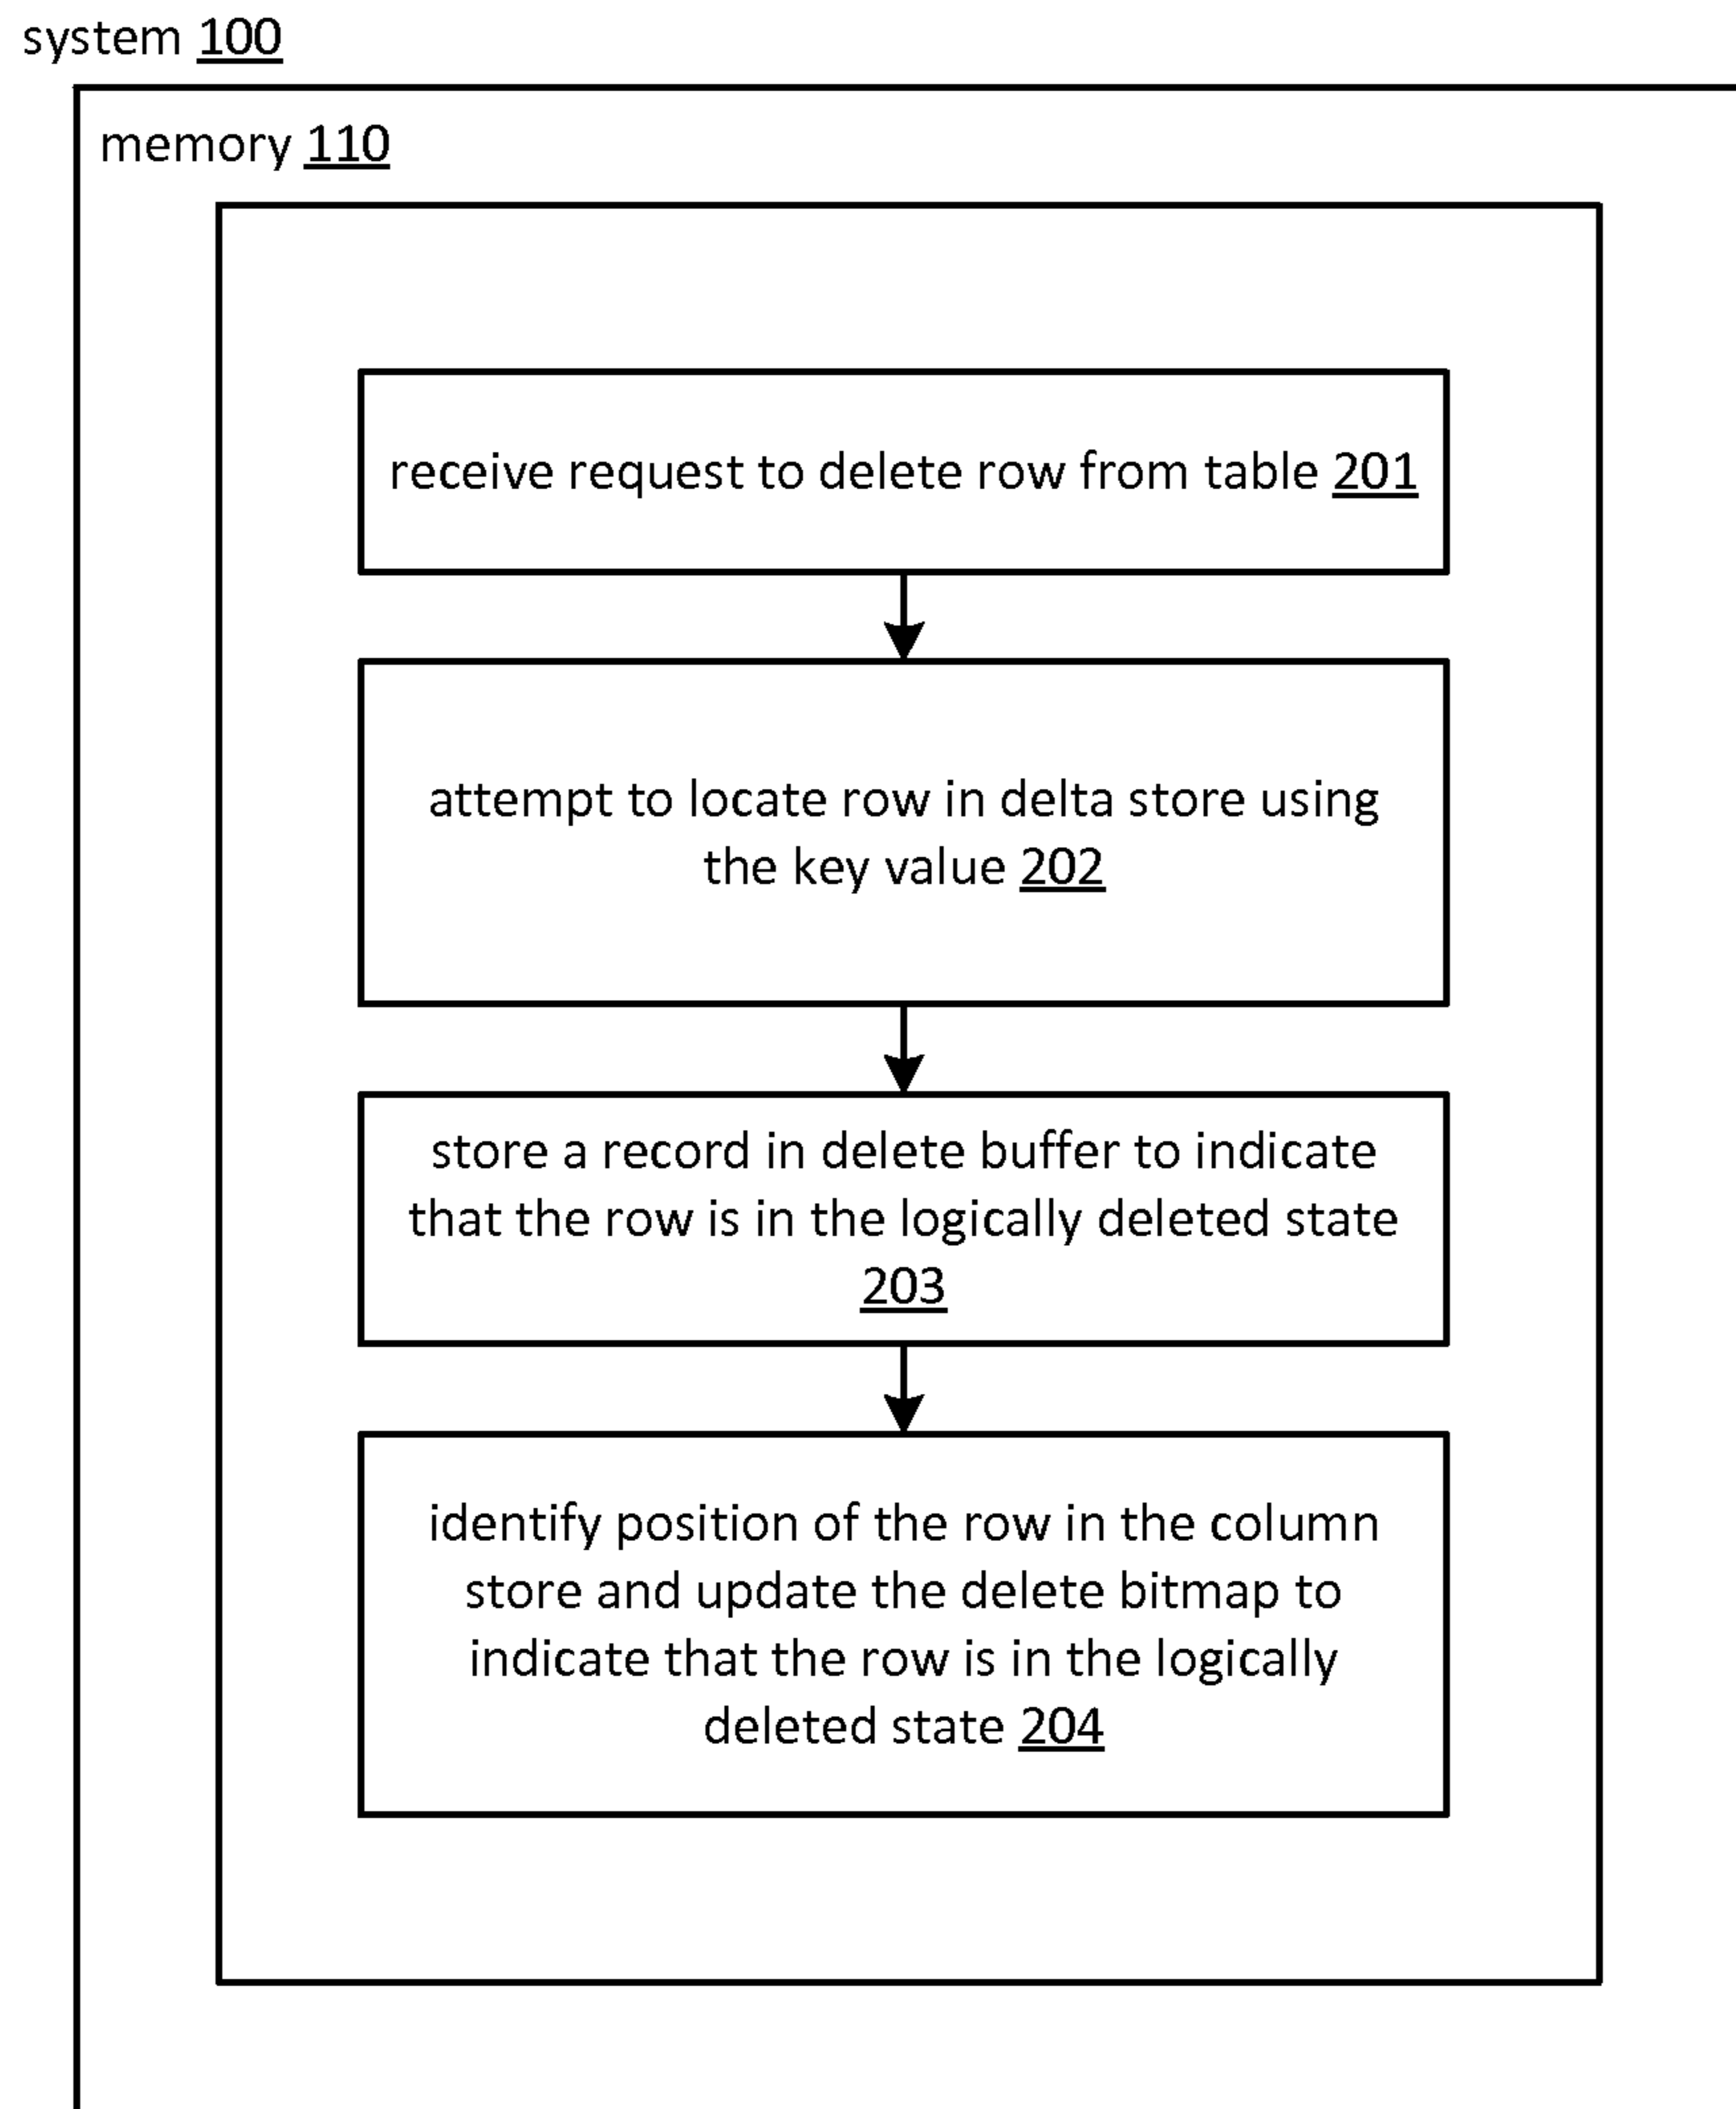 system 100
memory 110
receive request to delete row from table 201
attempt to locate row in delta store using
the key value 202
store a record in delete buffer to indicate
that the row is in the logically deleted state
203
identify position of the row in the column
store and update the delete bitmap to
indicate that the row is in the logically
deleted state 204